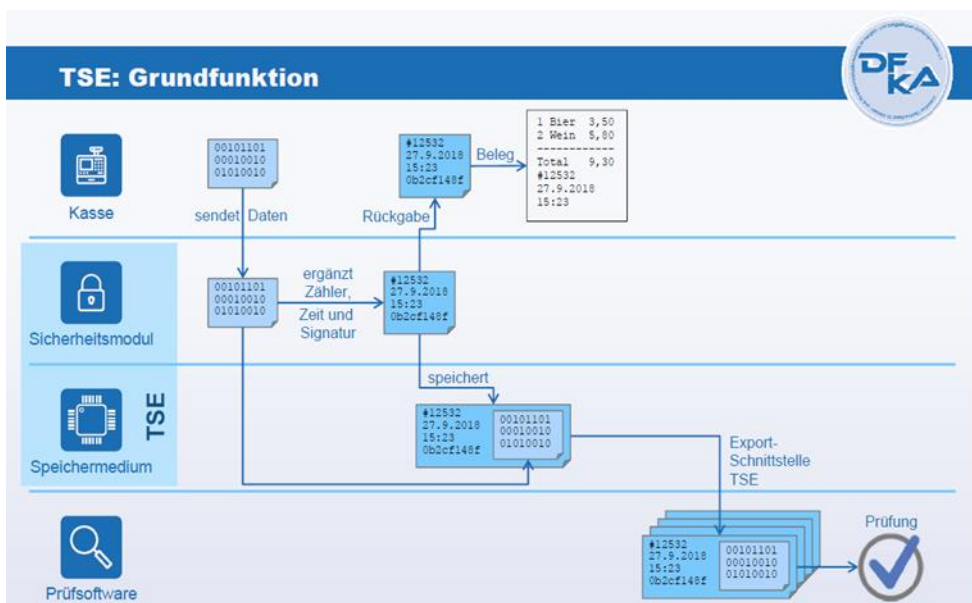 TSE: Grundfunktion
DFKA
Kasse
00101101
00010010
01010010
sendet Daten
#12532
27.9.2018
15:23
0b2cf148f
Rückgabe
Beleg
1 Bier 3,50
2 Wein 5,80
------------
Total 9,30
#12532
27.9.2018
15:23
Sicherheitsmodul
00101101
00010010
01010010
ergänzt
Zähler,
Zeit und
Signatur
#12532
27.9.2018
15:23
0b2cf148f
TSE
Speichermedium
speichert
#12532
27.9.2018
15:23
0b2cf148f
00101101
00010010
01010010
Export-
Schnittstelle
TSE
Prüfsoftware
#12532
27.9.2018
15:23
0b2cf148f
00101101
00010010
01010010
Prüfung